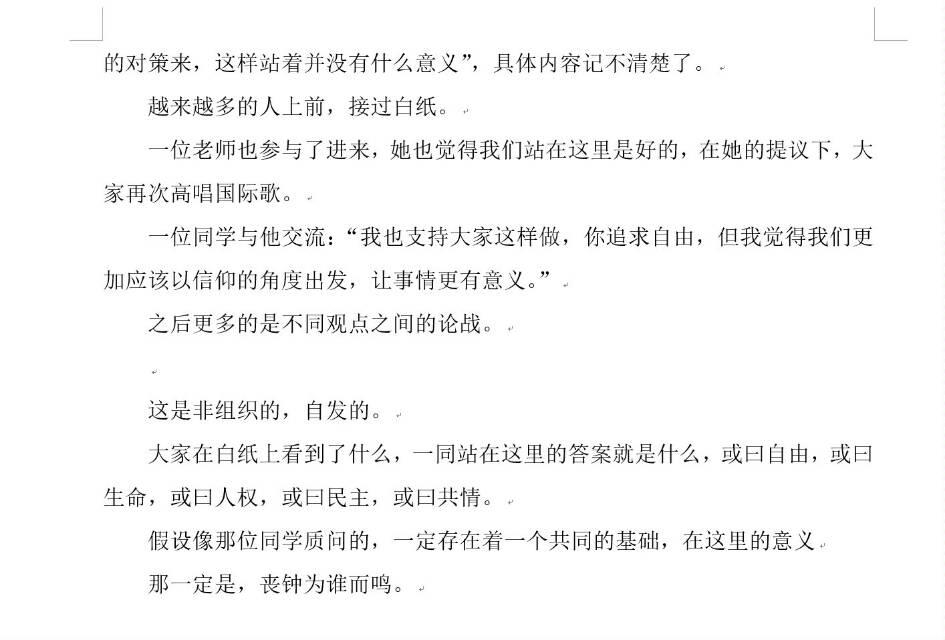 的对策来，这样站着并没有什么意义”，具体内容记不清楚了。
越来越多的人上前，接过白纸。
一位老师也参与了进来，她也觉得我们站在这里是好的，在她的提议下，大
家再次高唱国际歌。
一位同学与他交流：“我也支持大家这样做，你追求自由，但我觉得我们更
加应该以信仰的角度出发，让事情更有意义。”
之后更多的是不同观点之间的论战。
这是非组织的，自发的。
大家在白纸上看到了什么，一同站在这里的答案就是什么，或曰自由，或曰
生命，或曰人权，或曰民主，或曰共情。
假设像那位同学质问的，一定存在着一个共同的基础，在这里的意义
那一定是，丧钟为谁而鸣。